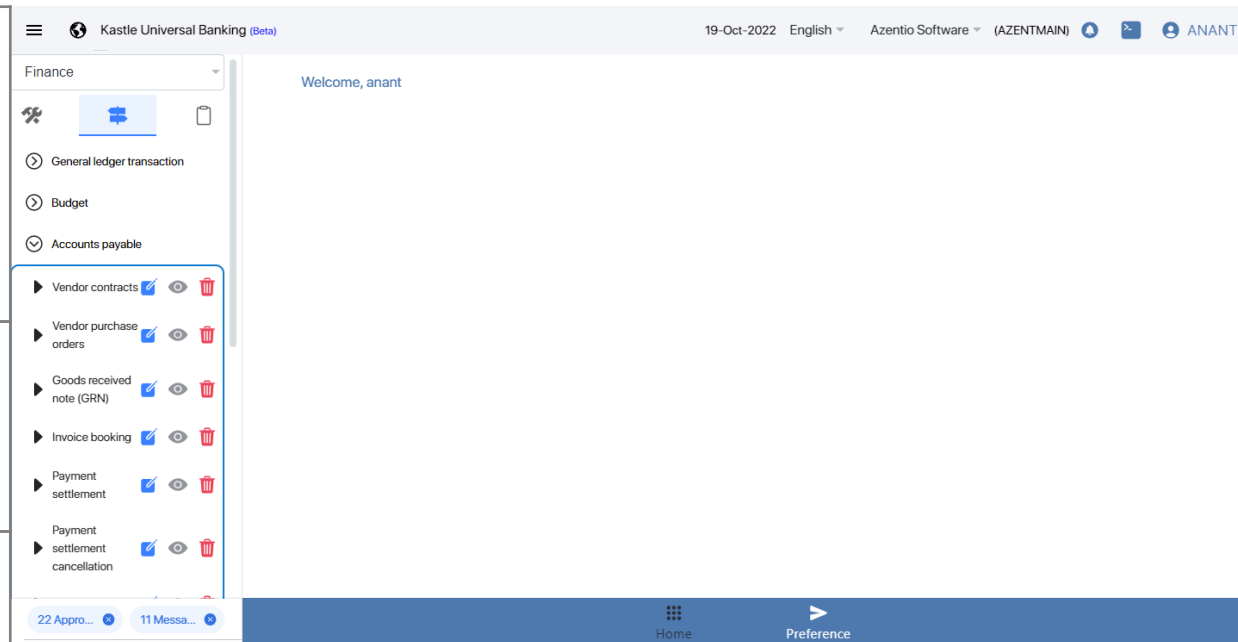 Kastle Universal Banking (Beta)
19-Oct-2022 English Azentio Software (AZENTMAIN) ANANT
Finance
Welcome, anant
General ledger transaction
Budget
Accounts payable
Vendor contracts
Vendor purchase
orders
Goods received
note (GRN)
Invoice booking
Payment
settlement
Payment
settlement
cancellation
22 Appro...
11 Messa...
Home
Preference